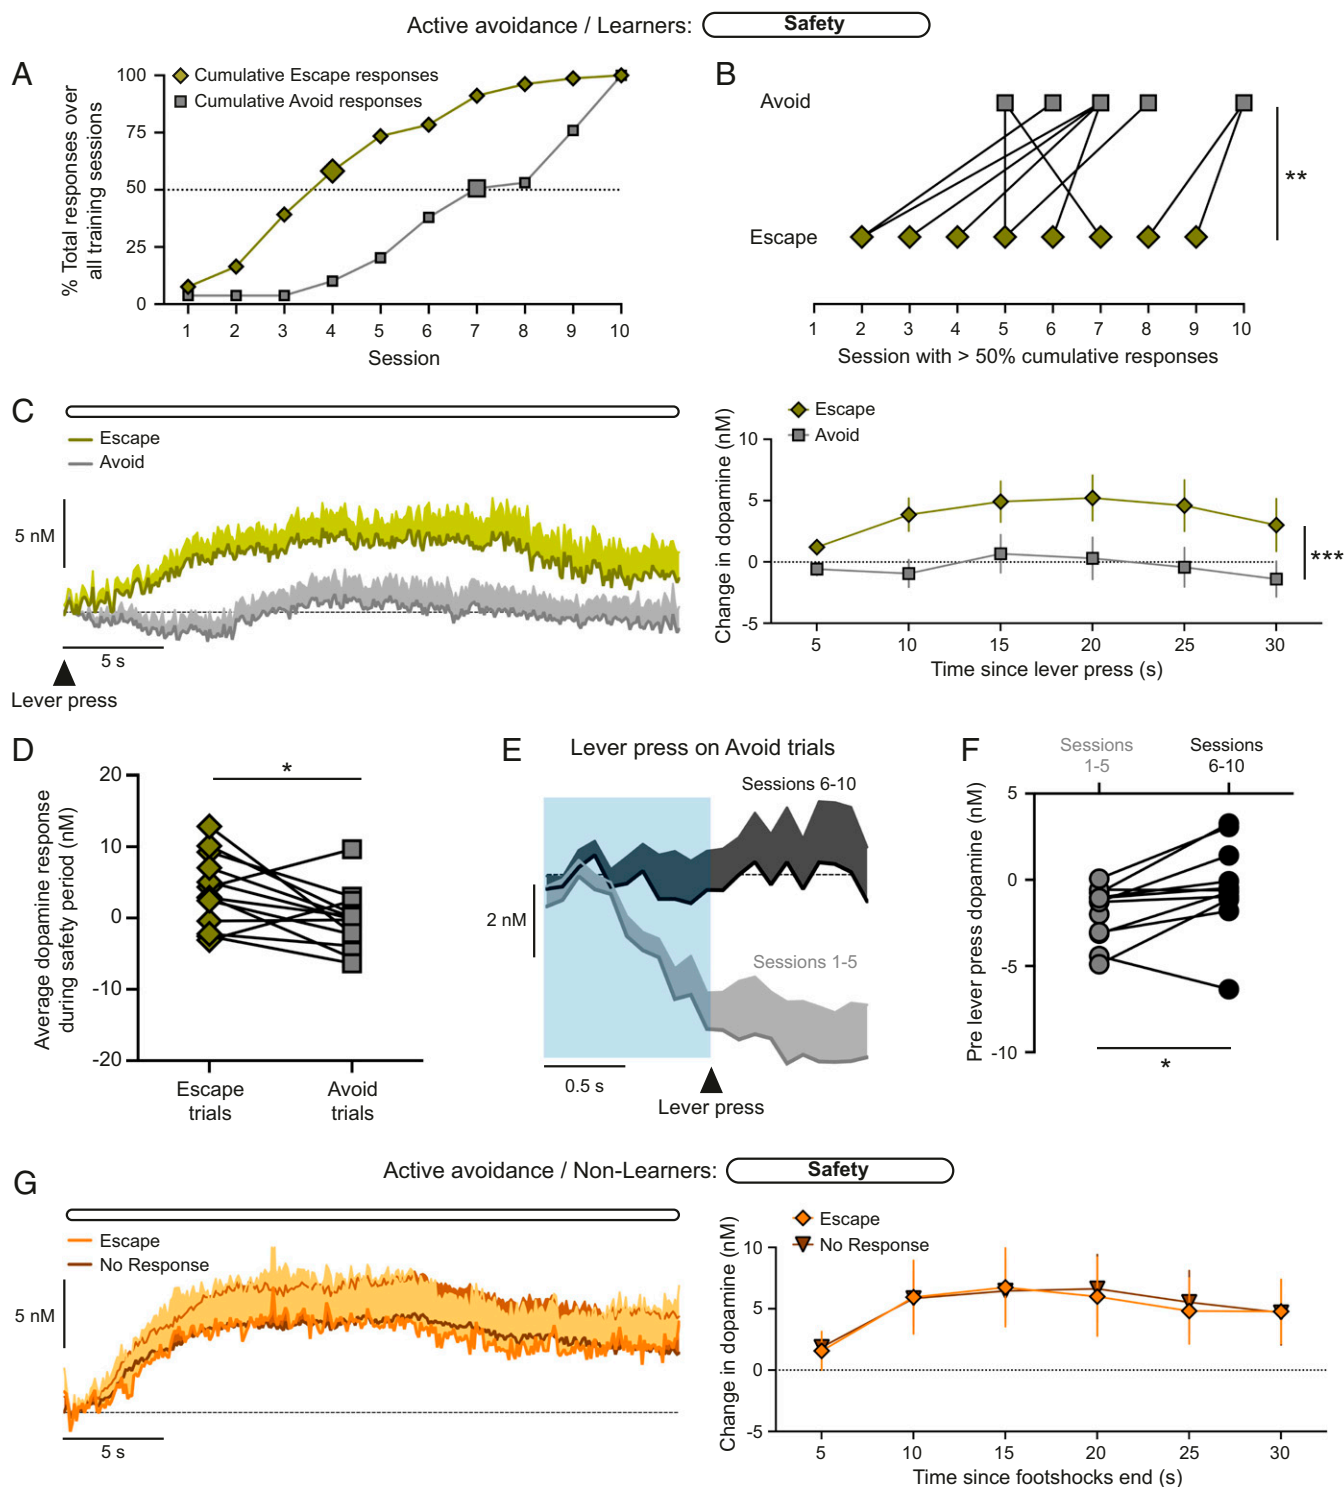 Active avoidance / Learners: Safety
A
Cumulative Escape responses
Cumulative Avoid responses
% Total responses over
all training sessions
100
75
50
25
0
1 2 3 4 5 6 7 8 9 10
Session
B
Avoid
Escape
**
1 2 3 4 5 6 7 8 9 10
Session with > 50% cumulative responses
C
Escape
Avoid
5 nM
5 s
Lever press
Escape
Avoid
Change in dopamine (nM)
10
5
0
-5
***
5 10 15 20 25 30
Time since lever press (s)
D
Average dopamine response
during safety period (nM)
20
10
0
-10
-20
*
Escape
trials
Avoid
trials
E
Lever press on Avoid trials
Sessions 6-10
2 nM
Sessions 1-5
0.5 s
Lever press
F
Sessions
1-5
Sessions
6-10
Pre lever press dopamine (nM)
5
0
-5
-10
*
Active avoidance / Non-Learners: Safety
G
Escape
No Response
5 nM
5 s
Escape
No Response
Change in dopamine (nM)
10
5
0
-5
5 10 15 20 25 30
Time since footshocks end (s)